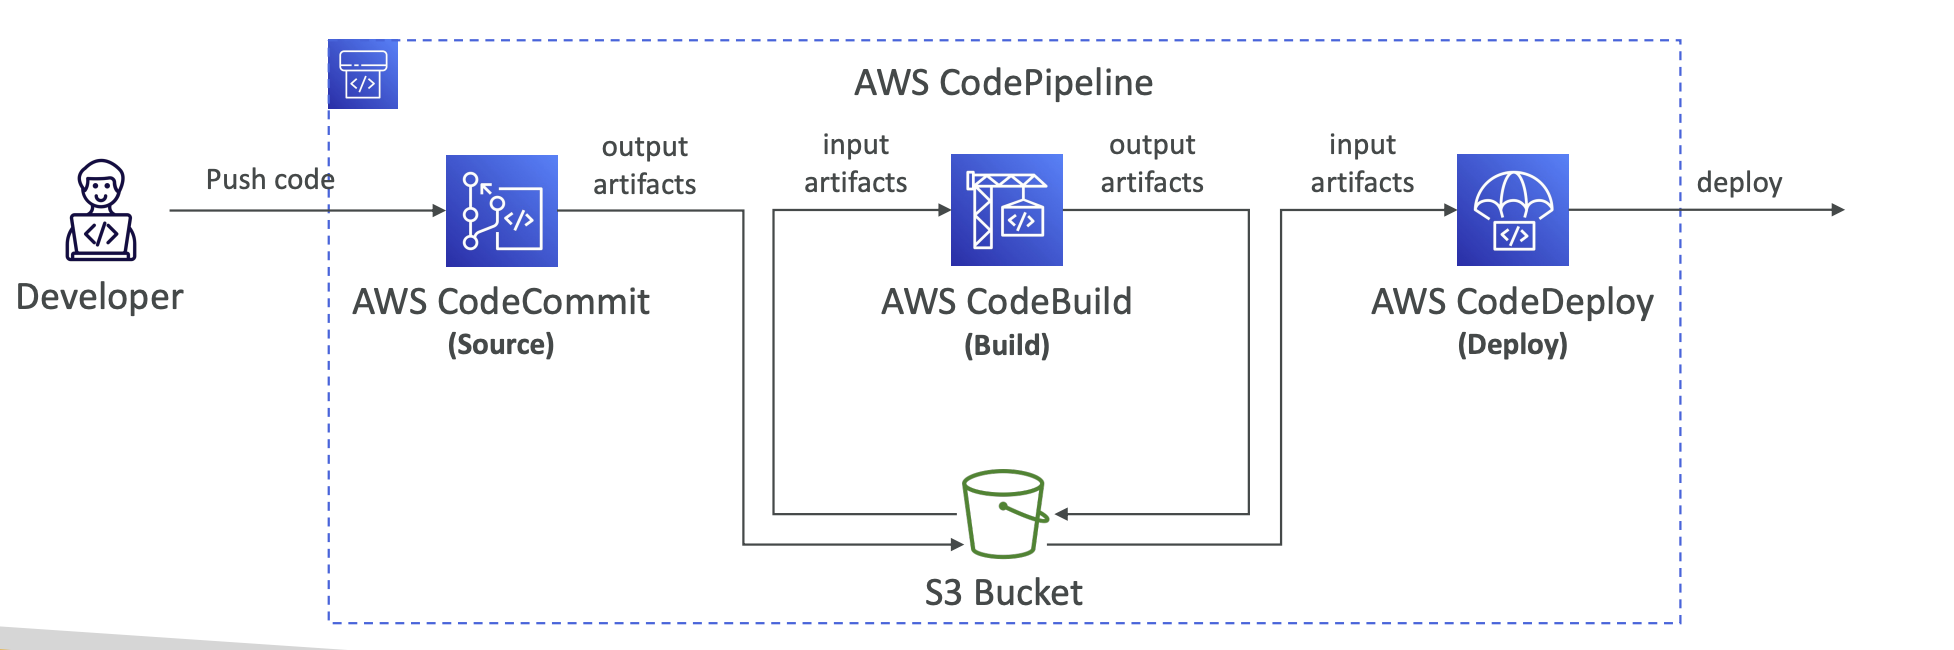 AWS CodePipeline
Push code
output
artifacts
input
artifacts
output
artifacts
input
artifacts
deploy
Developer
AWS CodeCommit
(Source)
AWS CodeBuild
(Build)
AWS CodeDeploy
(Deploy)
S3 Bucket